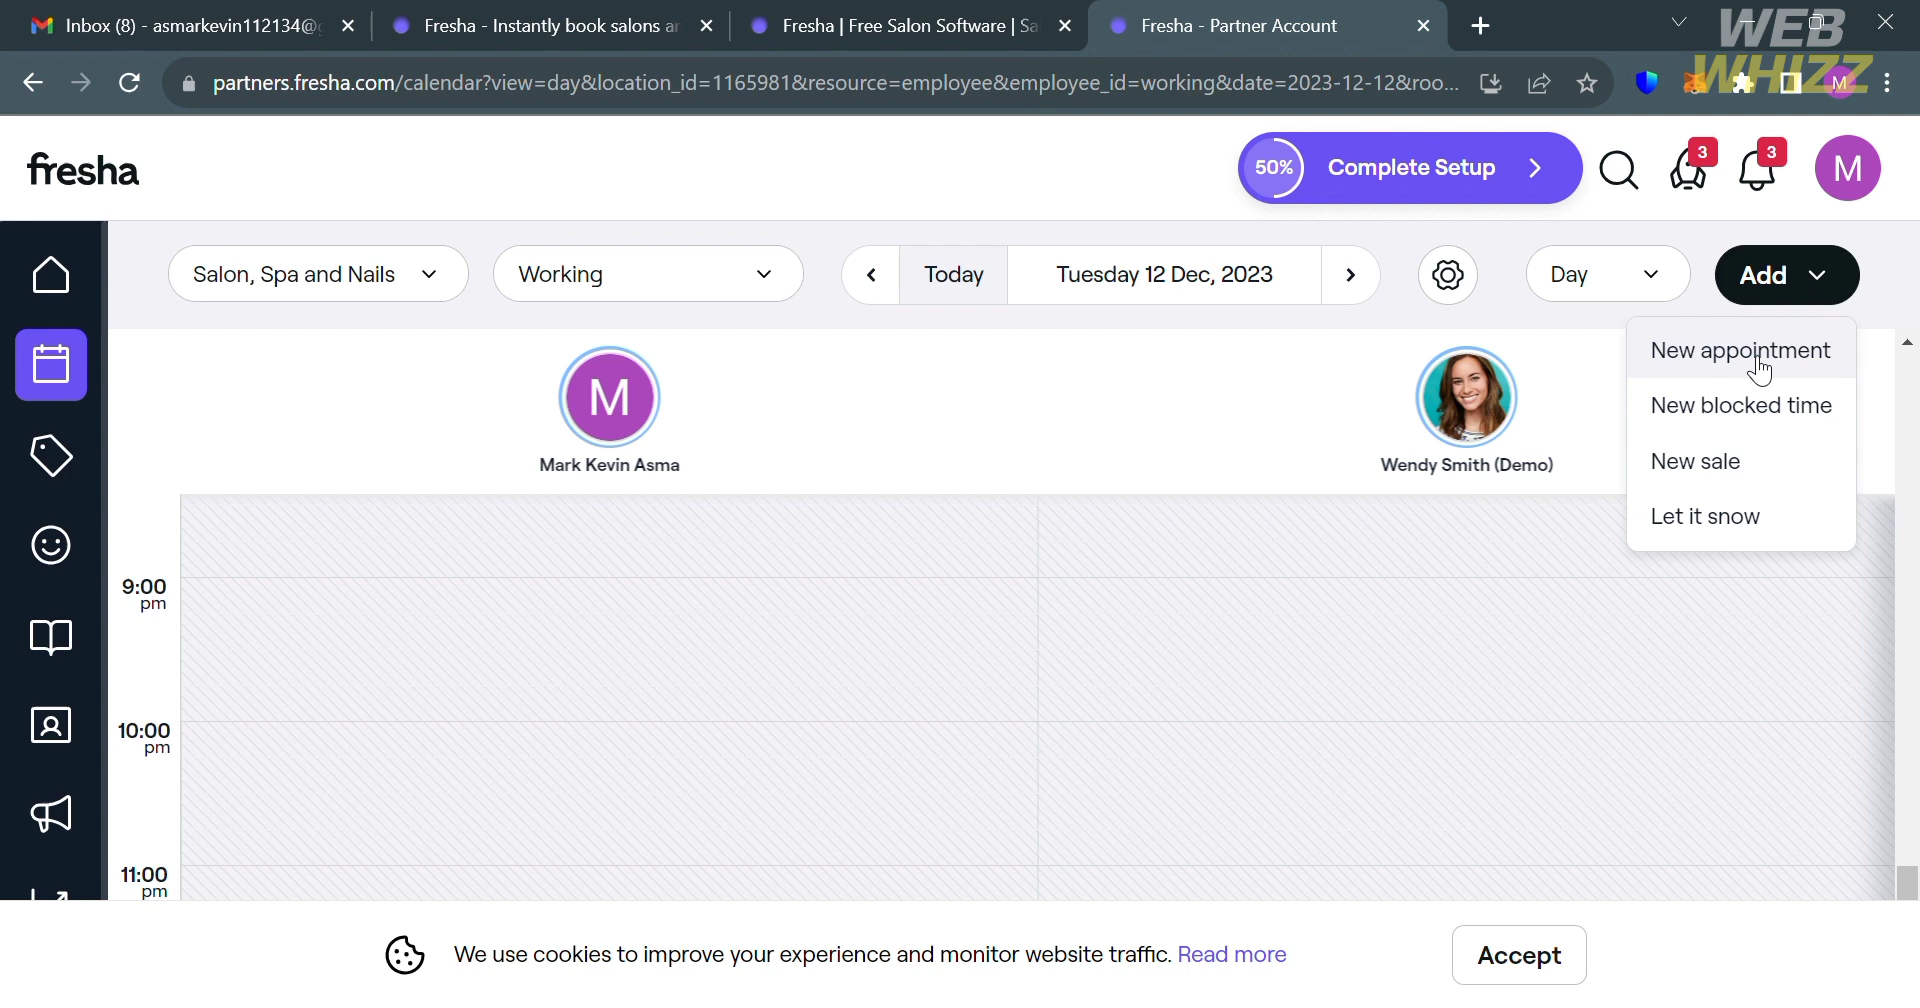 Inbox (8) - asmarkevin112134@g
Fresha - Instantly book salons ar
Fresha | Free Salon Software | Sa
Fresha - Partner Account
WEB
WHIZZ
partners.fresha.com/calendar?view=day&location_id=1165981&resource=employee&employee_id=working&date=2023-12-12&roo...
M
fresha
50%
Complete Setup
3
3
M
Salon, Spa and Nails
Working
Today
Tuesday 12 Dec, 2023
Day
Add
New appointment
New blocked time
New sale
Let it snow
M
Mark Kevin Asma
Wendy Smith (Demo)
9:00
pm
10:00
pm
11:00
pm
We use cookies to improve your experience and monitor website traffic. Read more
Accept